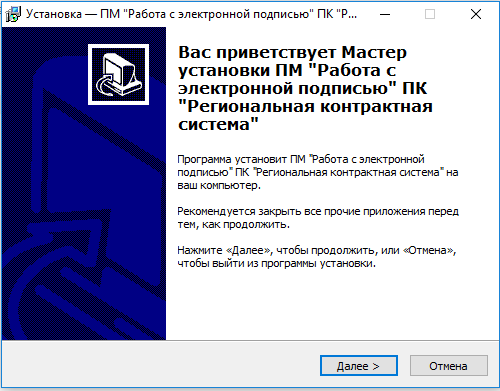 Установка — ПМ "Работа с электронной подписью" ПК "Р...
Вас приветствует Мастер
установки ПМ "Работа с
электронной подписью" ПК
"Региональная контрактная
система"
Программа установит ПМ "Работа с электронной
подписью" ПК "Региональная контрактная система" на
ваш компьютер.
Рекомендуется закрыть все прочие приложения перед
тем, как продолжить.
Нажмите «Далее», чтобы продолжить, или «Отмена»,
чтобы выйти из программы установки.
Далее >
Отмена